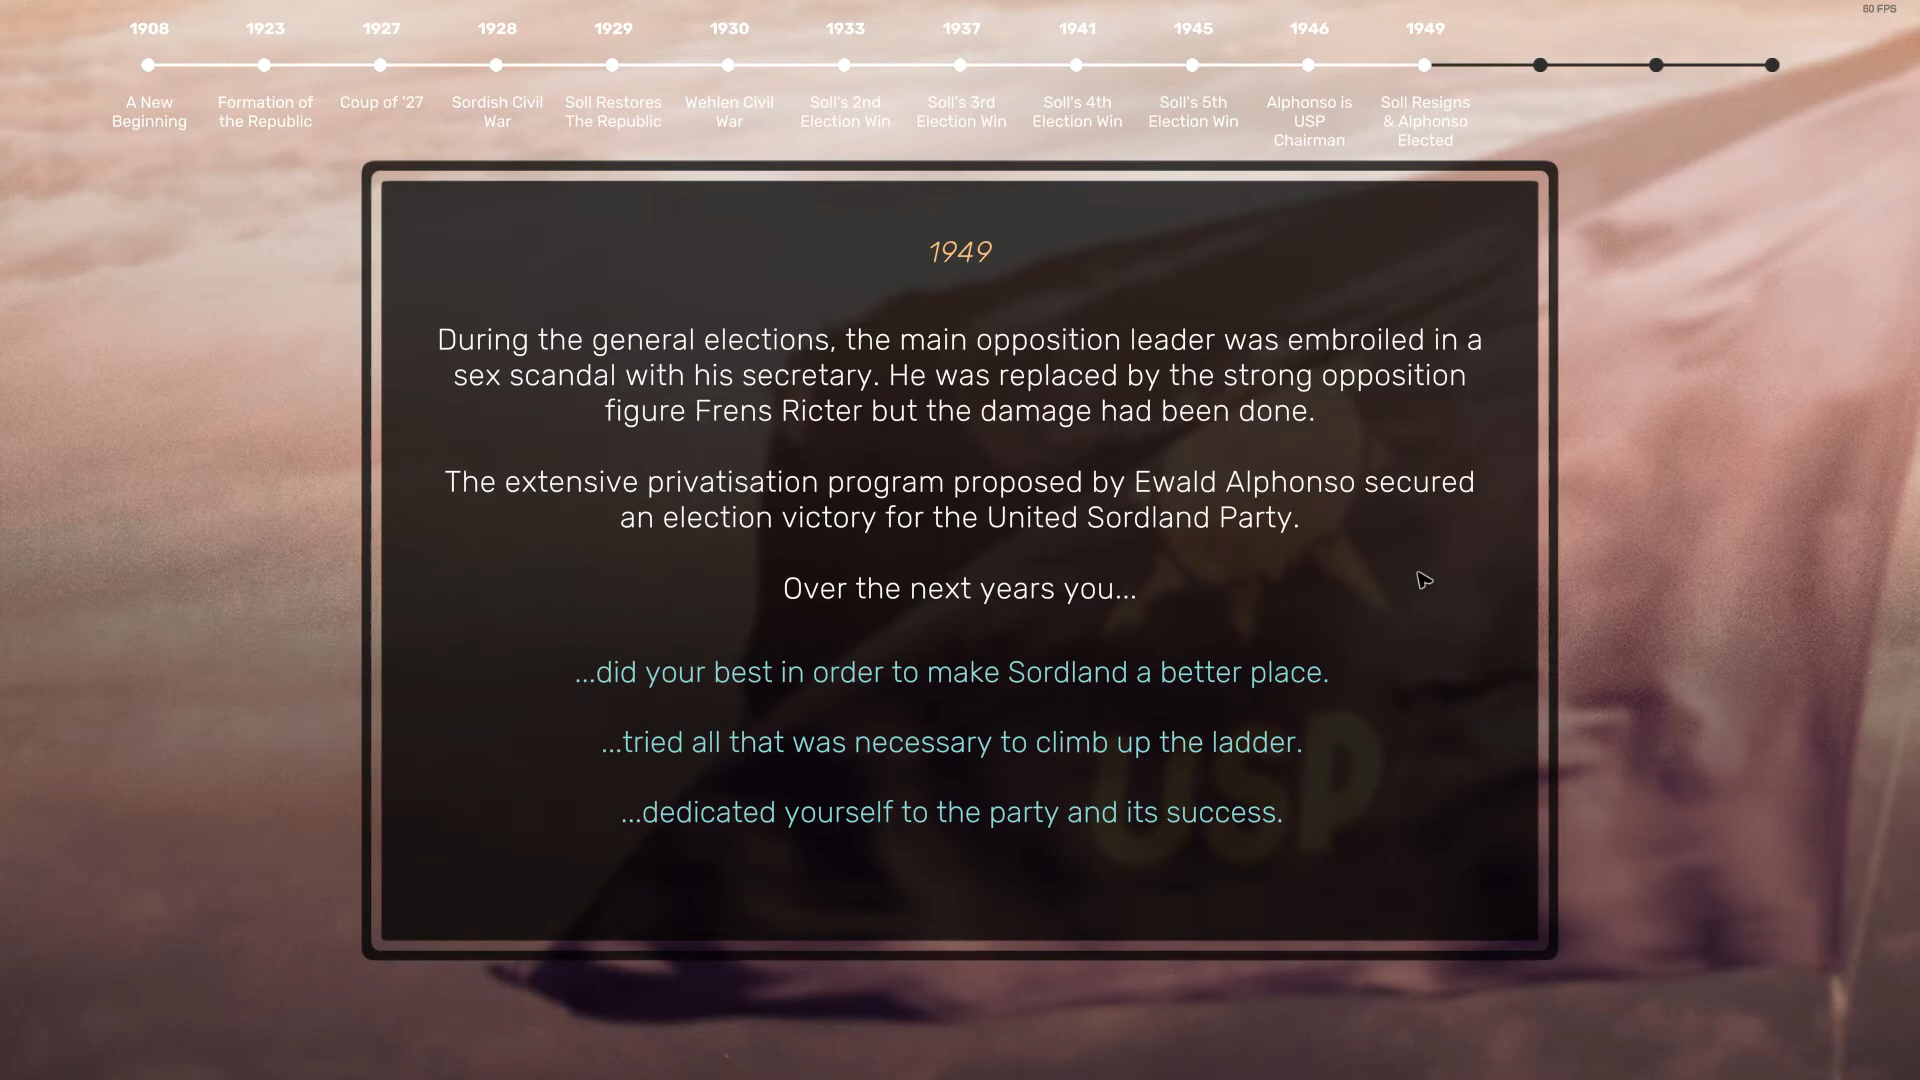 60 FPS
1908 1923 1927 1928 1929 1930 1933 1937 1941 1945 1946 1949
A New
Beginning
Formation of
the Republic
Coup of '27
Sordish Civil
War
Soll Restores
The Republic
Wehlen Civil
War
Soll's 2nd
Election Win
Soll's 3rd
Election Win
Soll's 4th
Election Win
Soll's 5th
Election Win
Alphonso is
USP
Chairman
Soll Resigns
& Alphonso
Elected
1949
During the general elections, the main opposition leader was embroiled in a
sex scandal with his secretary. He was replaced by the strong opposition
figure Frens Ricter but the damage had been done.
The extensive privatisation program proposed by Ewald Alphonso secured
an election victory for the United Sordland Party.
Over the next years you...
...did your best in order to make Sordland a better place.
...tried all that was necessary to climb up the ladder.
...dedicated yourself to the party and its success.
USP